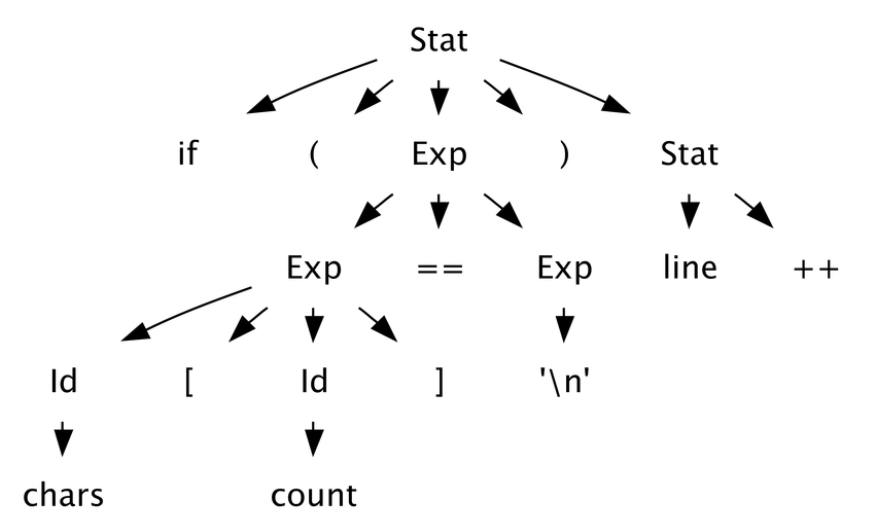 Stat
if ( Exp ) Stat
Exp == Exp line ++
Id [ Id ] '\n'
chars count